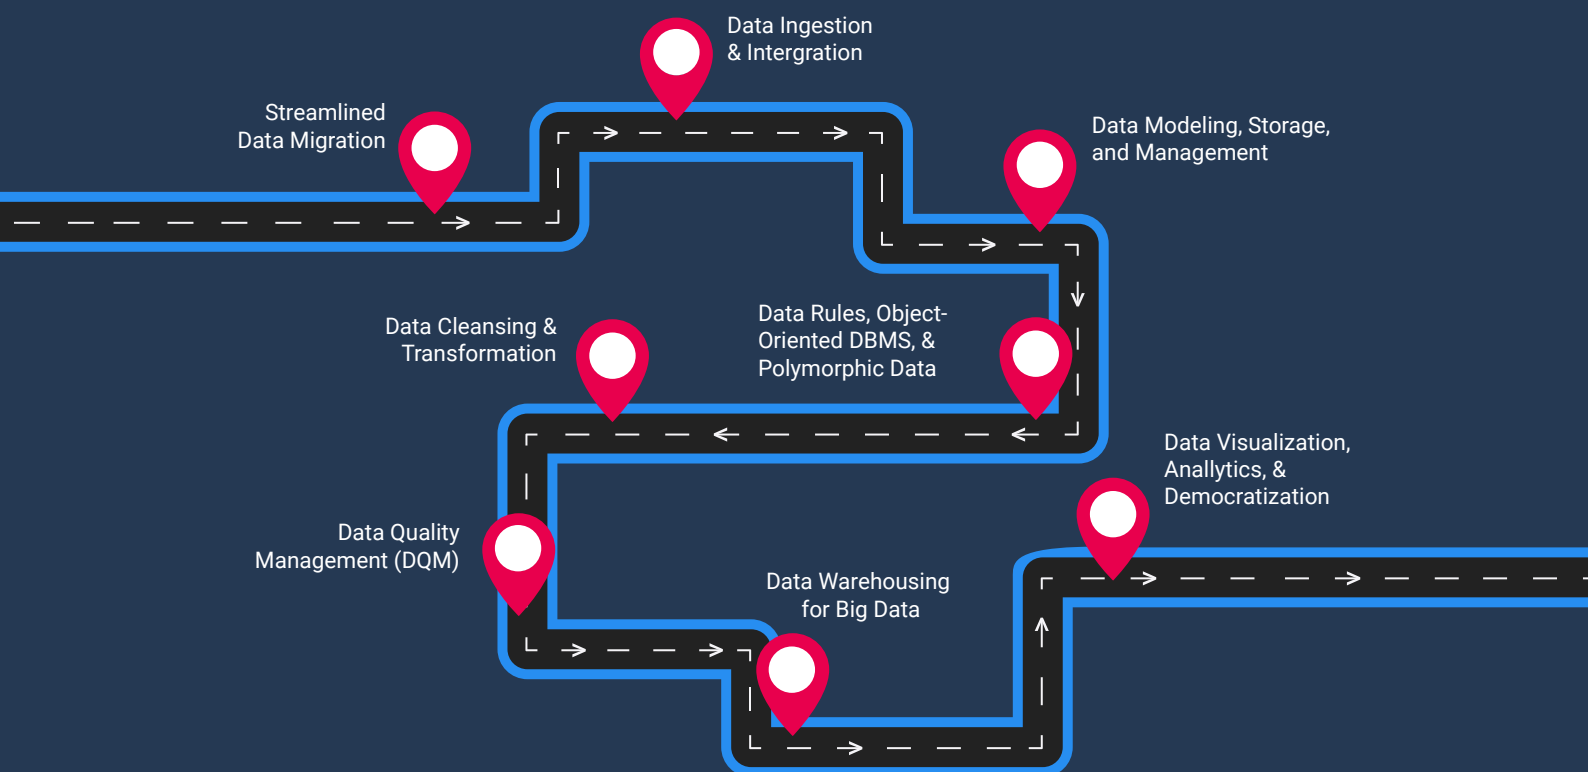 Streamlined
Data Migration
Data Ingestion
& Intergration
Data Modeling, Storage,
and Management
Data Rules, Object-
Oriented DBMS, &
Polymorphic Data
Data Cleansing &
Transformation
Data Quality
Management (DQM)
Data Warehousing
for Big Data
Data Visualization,
Anallytics, &
Democratization